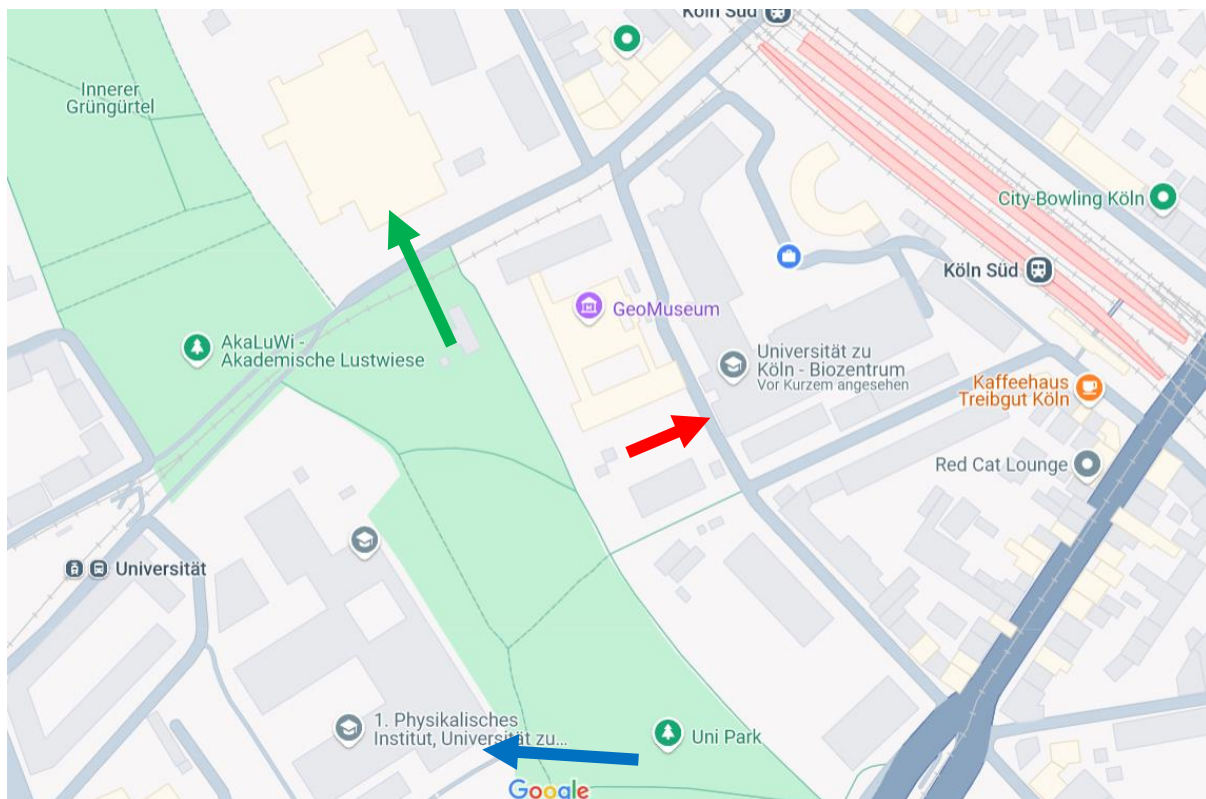 Köln Süd
Innerer
Grüngürtel
City-Bowling Köln
Köln Süd
GeoMuseum
AkaLuWi -
Akademische Lustwiese
Universität zu
Köln - Biozentrum
Vor Kurzem angesehen
Kaffeehaus
Treibgut Köln
Red Cat Lounge
Universität
1. Physikalisches
Institut, Universität zu...
Uni Park
Google